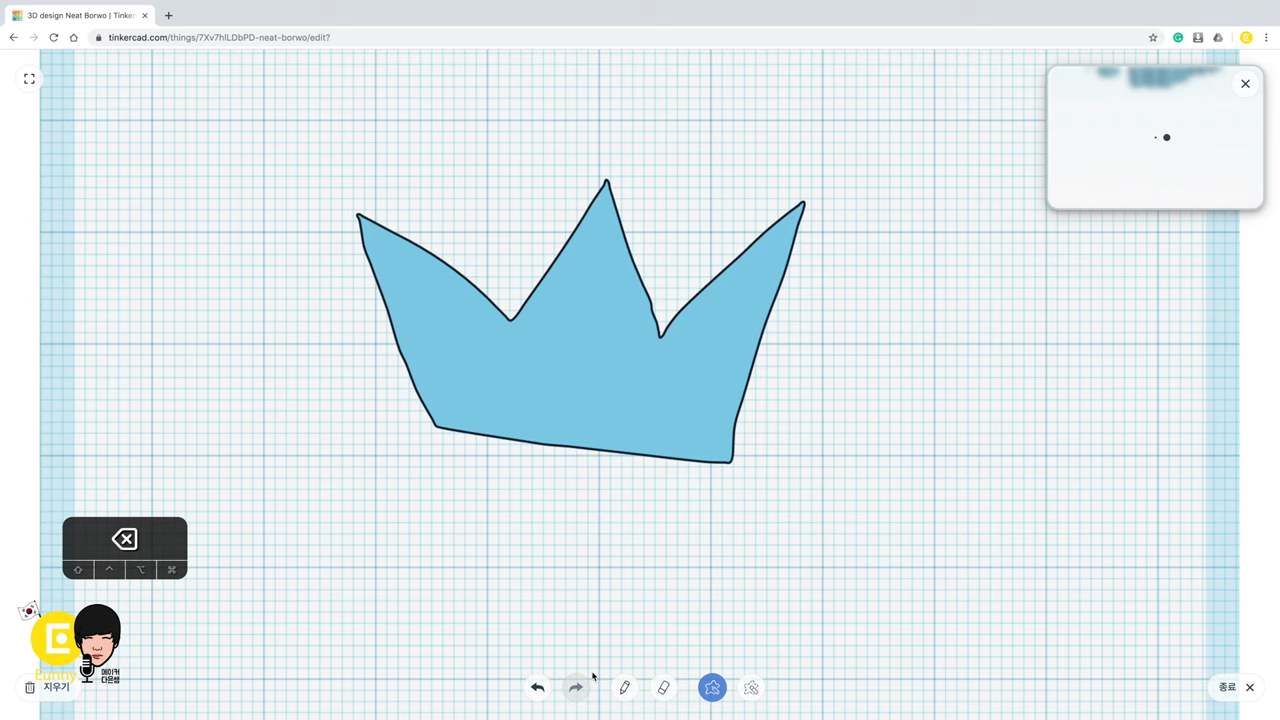 3D design Neat Borwo | Tinker
tinkercad.com/things/7Xv7hlLDbPD-neat-borwo/edit?
E
Eunny
메이커
다은쌤
지우기
종료